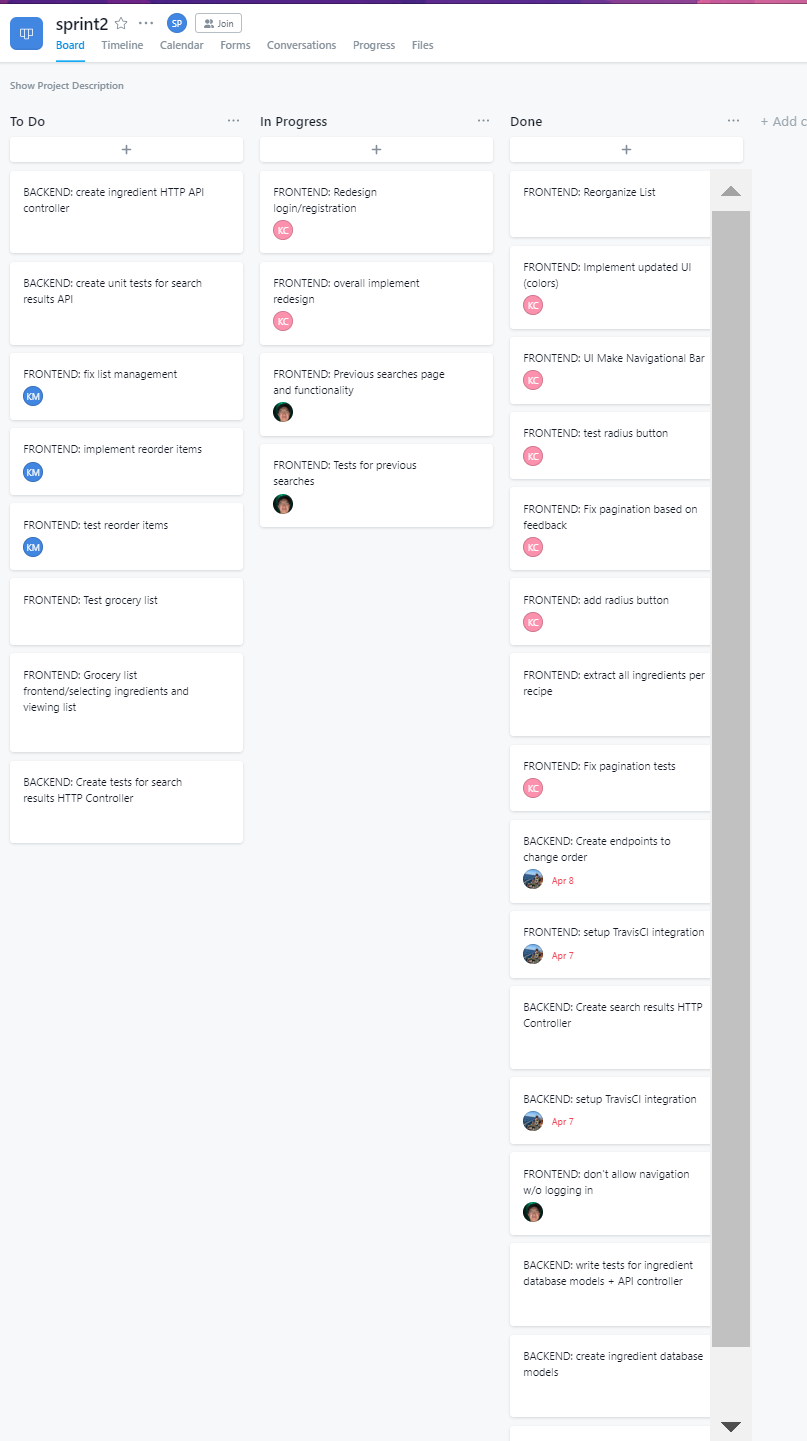 sprint2
SP
Join
Board
Timeline
Calendar
Forms
Conversations
Progress
Files
Show Project Description
To Do
BACKEND: create ingredient HTTP API
controller
BACKEND: create unit tests for search
results API
FRONTEND: fix list management
KM
FRONTEND: implement reorder items
KM
FRONTEND: test reorder items
KM
FRONTEND: Test grocery list
FRONTEND: Grocery list
frontend/selecting ingredients and
viewing list
BACKEND: Create tests for search
results HTTP Controller
In Progress
FRONTEND: Redesign
login/registration
KC
FRONTEND: overall implement
redesign
KC
FRONTEND: Previous searches page
and functionality
FRONTEND: Tests for previous
searches
Done
FRONTEND: Reorganize List
FRONTEND: Implement updated UI
(colors)
KC
FRONTEND: UI Make Navigational Bar
KC
FRONTEND: test radius button
KC
FRONTEND: Fix pagination based on
feedback
KC
FRONTEND: add radius button
KC
FRONTEND: extract all ingredients per
recipe
FRONTEND: Fix pagination tests
KC
BACKEND: Create endpoints to
change order
Apr 8
FRONTEND: setup TravisCI integration
Apr 7
BACKEND: Create search results HTTP
Controller
BACKEND: setup TravisCI integration
Apr 7
FRONTEND: don't allow navigation
w/o logging in
BACKEND: write tests for ingredient
database models + API controller
BACKEND: create ingredient database
models
+ Add c